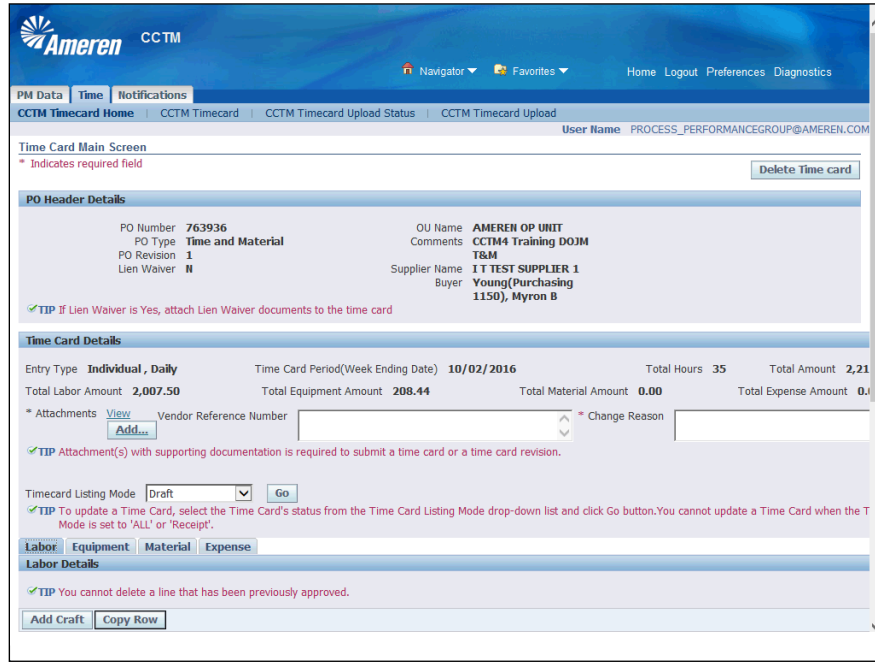 Ameren CCTM
Navigator Favorites Home Logout Preferences Diagnostics
PM Data Time Notifications
CCTM Timecard Home | CCTM Timecard | CCTM Timecard Upload Status | CCTM Timecard Upload
User Name PROCESS_PERFORMANCEGROUP@AMEREN.COM
Time Card Main Screen
* Indicates required field
Delete Time card
PO Header Details
PO Number 763936 OU Name AMEREN OP UNIT
PO Type Time and Material Comments CCTM4 Training DOJM
PO Revision 1 T&M
Lien Waiver N Supplier Name I T TEST SUPPLIER 1
Buyer Young(Purchasing
1150), Myron B
TIP If Lien Waiver is Yes, attach Lien Waiver documents to the time card
Time Card Details
Entry Type Individual , Daily Time Card Period(Week Ending Date) 10/02/2016 Total Hours 35 Total Amount 2,21
Total Labor Amount 2,007.50 Total Equipment Amount 208.44 Total Material Amount 0.00 Total Expense Amount 0.
* Attachments View Vendor Reference Number * Change Reason
Add...
TIP Attachment(s) with supporting documentation is required to submit a time card or a time card revision.
Timecard Listing Mode Draft Go
TIP To update a Time Card, select the Time Card's status from the Time Card Listing Mode drop-down list and click Go button.You cannot update a Time Card when the T
Mode is set to 'ALL' or 'Receipt'.
Labor Equipment Material Expense
Labor Details
TIP You cannot delete a line that has been previously approved.
Add Craft Copy Row